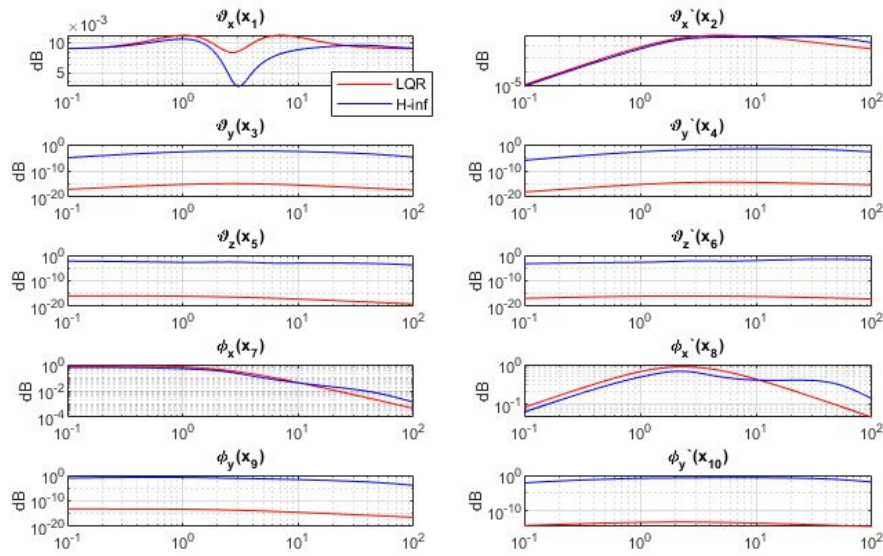 ϑx(x1)
×10^-3
10
5
dB
10^-1 10^0 10^1
LQR
H-inf
ϑx`(x2)
dB
10^-5
10^-1 10^0 10^1 10^2
ϑy(x3)
dB
10^0
10^-10
10^-20
10^-1 10^0 10^1 10^2
ϑy`(x4)
dB
10^0
10^-10
10^-20
10^-1 10^0 10^1 10^2
ϑz(x5)
dB
10^0
10^-10
10^-20
10^-1 10^0 10^1 10^2
ϑz`(x6)
dB
10^0
10^-10
10^-20
10^-1 10^0 10^1 10^2
ϕx(x7)
dB
10^0
10^-2
10^-4
10^-1 10^0 10^1 10^2
ϕx`(x8)
dB
10^0
10^-1
10^-1 10^0 10^1 10^2
ϕy(x9)
dB
10^0
10^-10
10^-20
10^-1 10^0 10^1 10^2
ϕy`(x10)
dB
10^0
10^-10
10^-1 10^0 10^1 10^2